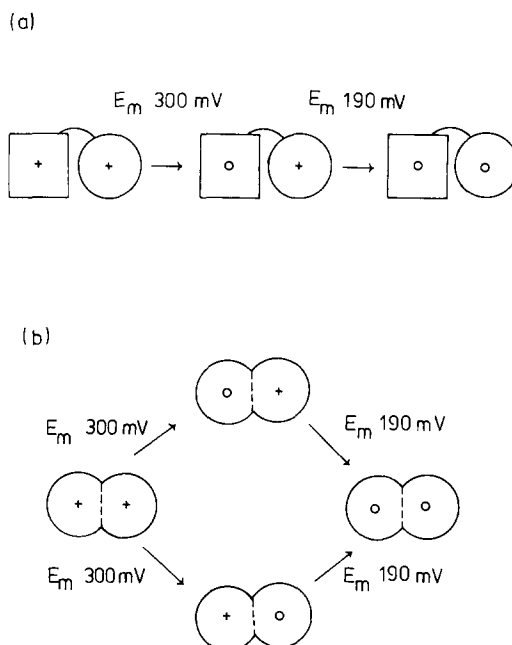 (a)
Em 300 mV Em 190 mV
+ + o + o o
(b)
o +
Em 300 mV Em 190 mV
+ + o o
Em 300mV Em 190 mV
+ o